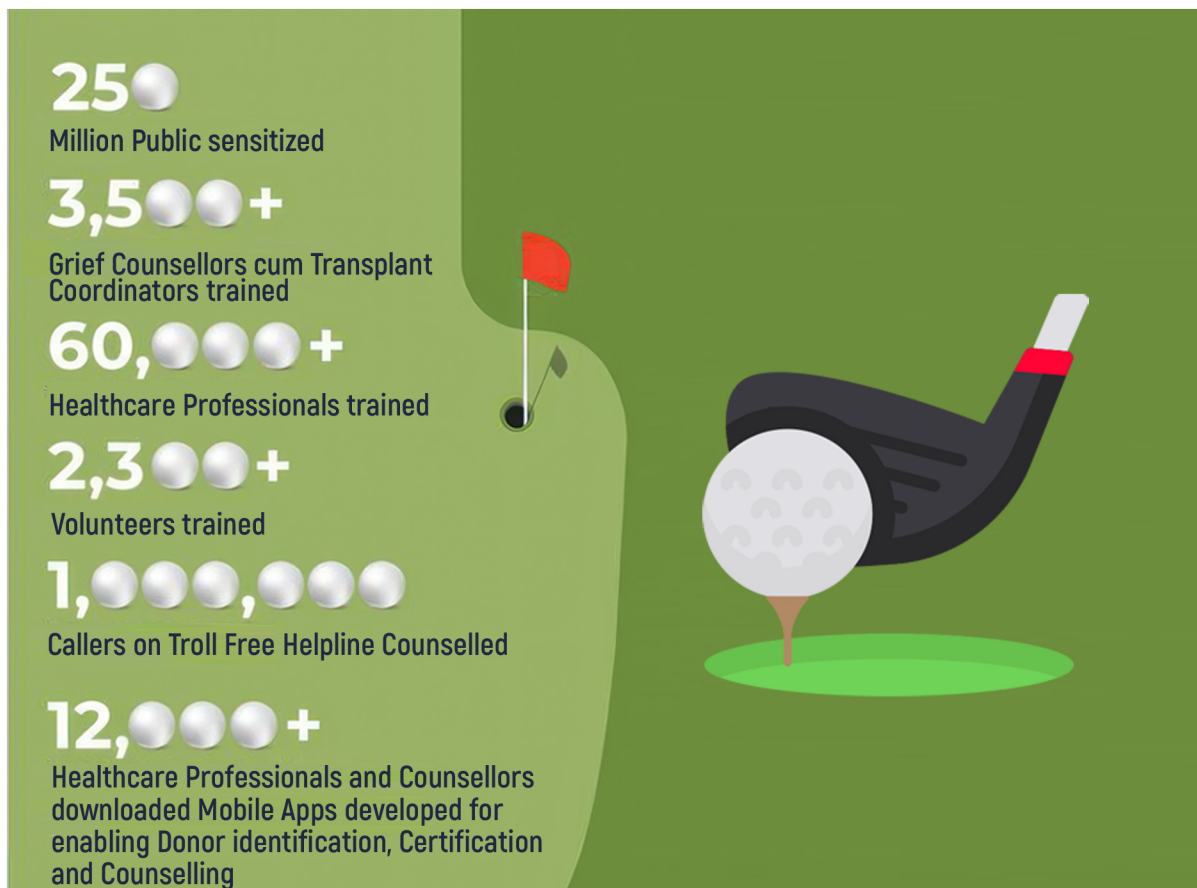 250
Million Public sensitized
3,500+
Grief Counsellors cum Transplant
Coordinators trained
60,000+
Healthcare Professionals trained
2,300+
Volunteers trained
1,000,000
Callers on Troll Free Helpline Counselled
12,000+
Healthcare Professionals and Counsellors
downloaded Mobile Apps developed for
enabling Donor identification, Certification
and Counselling